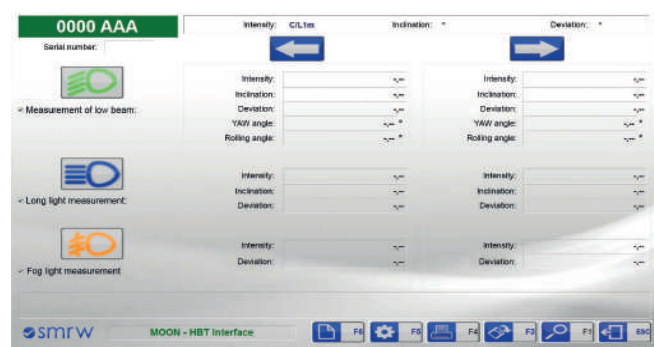 0000 AAA
Intensity: C/L1m Inclination: * Deviation: *
Serial number:
Intensity: -,-- Intensity: -,--
Inclination: -,-- Inclination: -,--
✓ Measurement of low beam: Deviation: -,-- Deviation: -,--
YAW angle: -,-- * YAW angle: -,-- *
Rolling angle: -,-- * Rolling angle: -,-- *
Intensity: -,-- Intensity: -,--
Inclination: -,-- Inclination: -,--
✓ Long light measurement: Deviation: -,-- Deviation: -,--
Intensity: -,-- Intensity: -,--
Deviation: -,-- Deviation: -,--
✓ Fog light measurement
smrw MOON - HBT Interface F6 F5 F4 F3 F1 ESC